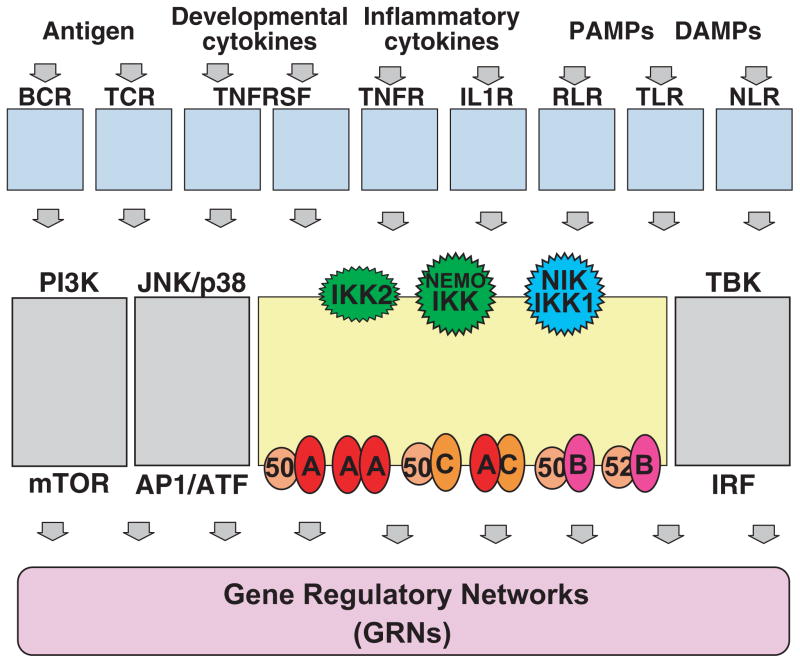 Antigen
Developmental
cytokines
Inflammatory
cytokines
PAMPs DAMPs
BCR TCR TNFRSF TNFR IL1R RLR TLR NLR
PI3K JNK/p38 TBK
IKK2
NEMO
IKK
NIK
IKK1
50 A A A 50 C A C 50 B 52 B
mTOR AP1/ATF IRF
Gene Regulatory Networks
(GRNs)